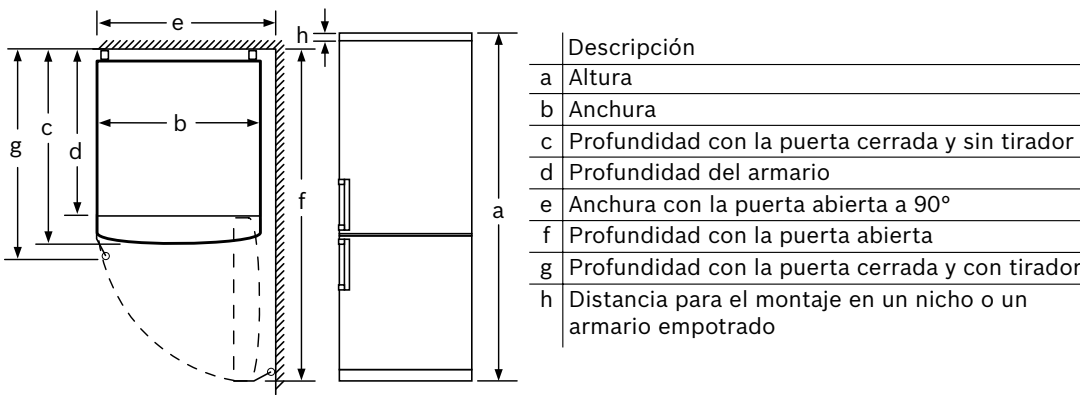 e
h
b
c
g
d
f
a
Descripción
a Altura
b Anchura
c Profundidad con la puerta cerrada y sin tirador
d Profundidad del armario
e Anchura con la puerta abierta a 90°
f Profundidad con la puerta abierta
g Profundidad con la puerta cerrada y con tirador
h Distancia para el montaje en un nicho o un
armario empotrado